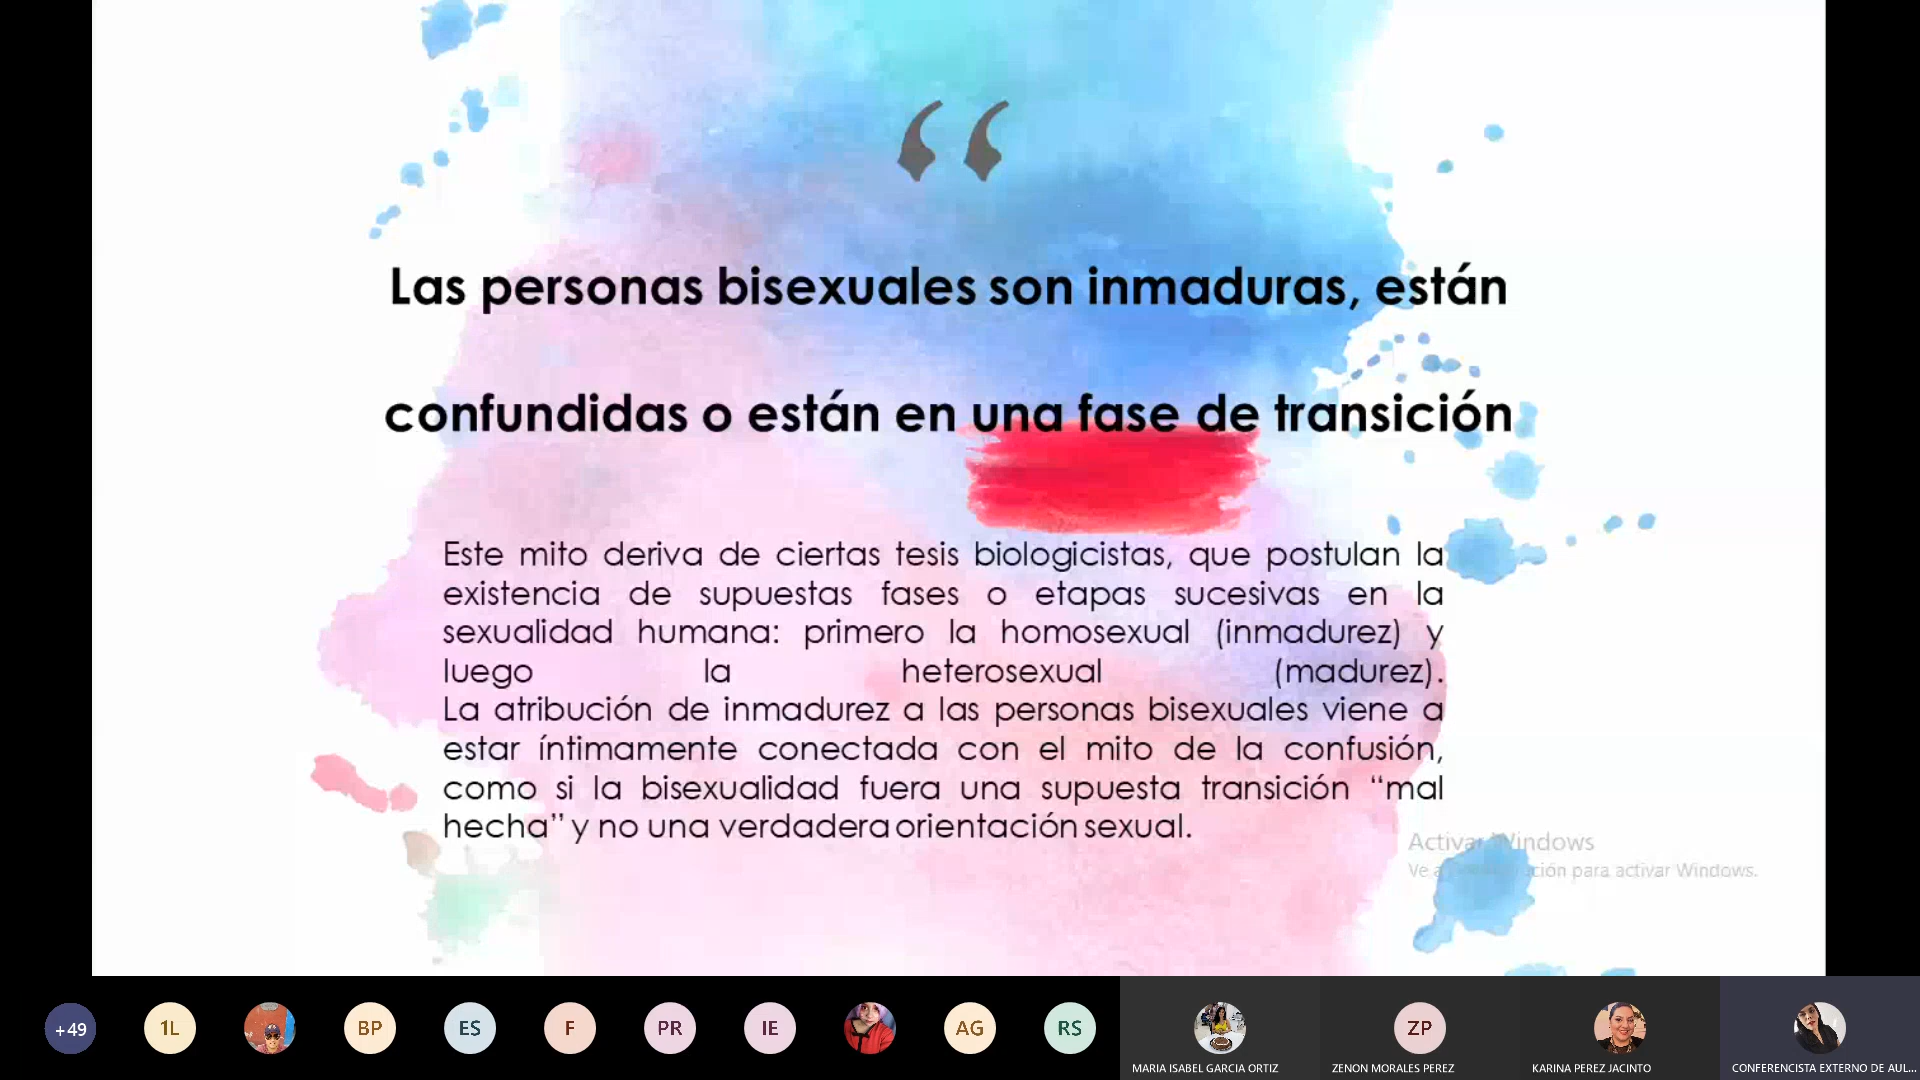 “
Las personas bisexuales son inmaduras, están
confundidas o están en una fase de transición
Este mito deriva de ciertas tesis biologicistas, que postulan la
existencia de supuestas fases o etapas sucesivas en la
sexualidad humana: primero la homosexual (inmadurez) y
luego la heterosexual (madurez).
La atribución de inmadurez a las personas bisexuales viene a
estar íntimamente conectada con el mito de la confusión,
como si la bisexualidad fuera una supuesta transición “mal
hecha” y no una verdadera orientación sexual.
Activar Windows
Ve a ción para activar Windows.
+49
1L
BP
ES
F
PR
IE
AG
RS
ZP
MARIA ISABEL GARCIA ORTIZ
ZENON MORALES PEREZ
KARINA PEREZ JACINTO
CONFERENCISTA EXTERNO DE AUL...